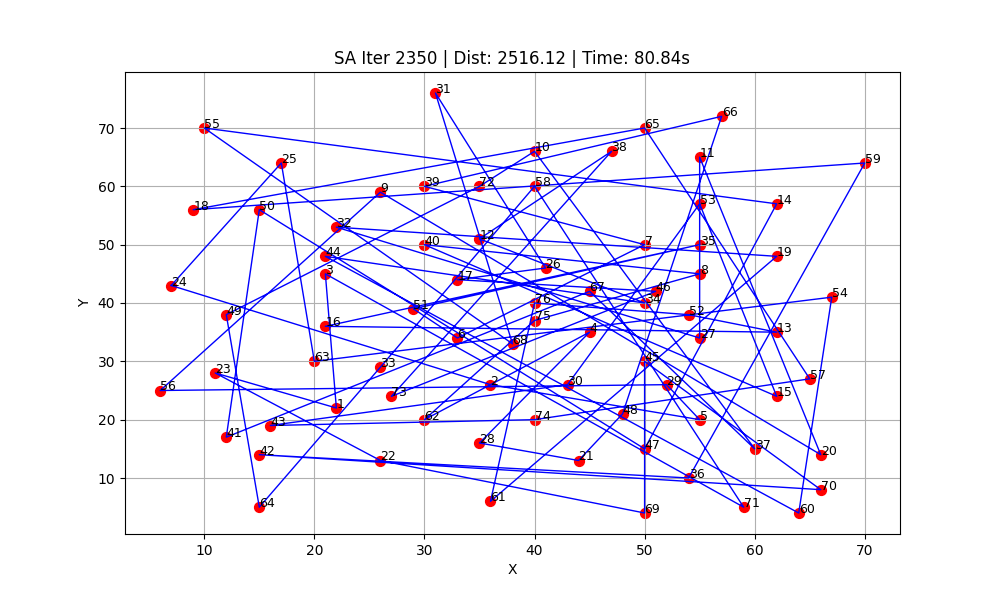 SA Iter 2350 | Dist: 2516.12 | Time: 80.84s
31
66
70 55 65
10 38 11
25 59
60 9 39 72 58
18 50 53 14
32 12
50 40 7 35
44 19
3 26 8
24 17 67 46
40 49 51 76 34 52 54
75
16 6 68 4 27 13
30 63 33 45
23 57
56 73 2 30 29
1 15
20 43 62 74 48 5
41 28 47 37
42 22 21 20
10 36 70
64 61 69 71 60
10 20 30 40 50 60 70
X
Y